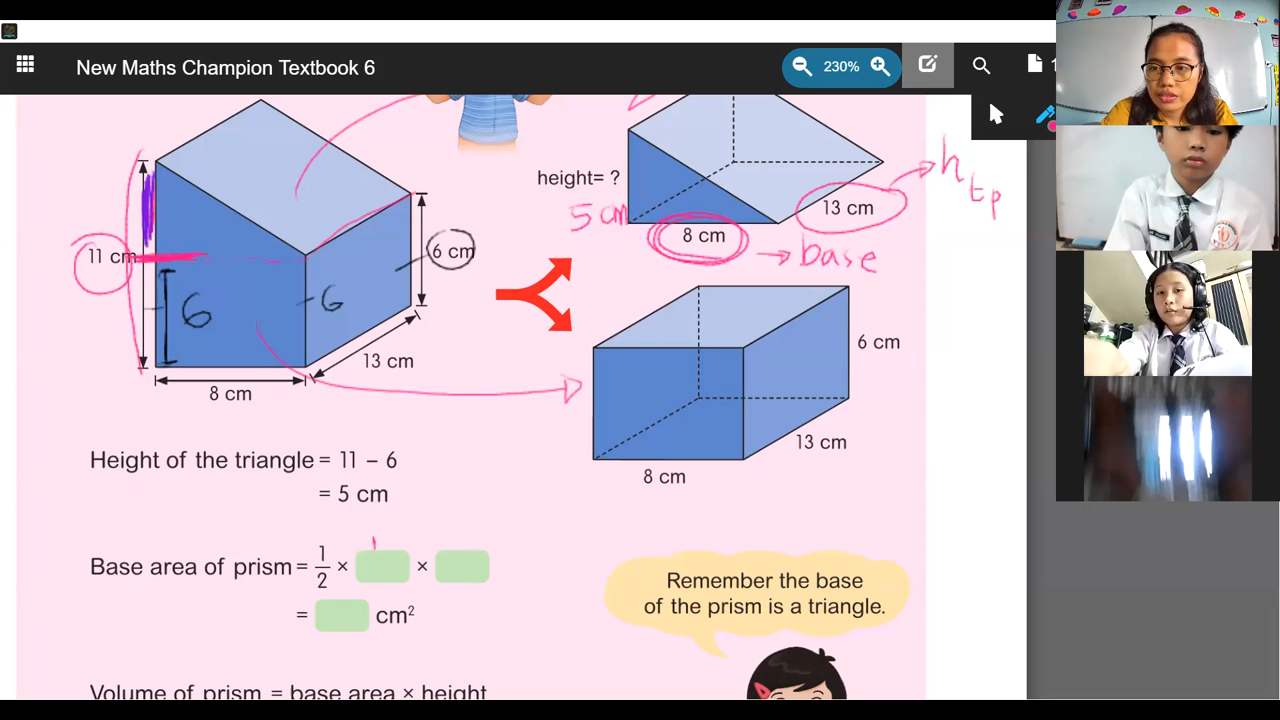 New Maths Champion Textbook 6
230%
height= ?
5 cm
13 cm
h
t p
8 cm
base
11 cm
6 cm
6
6
13 cm
8 cm
6 cm
13 cm
8 cm
Height of the triangle = 11 – 6
= 5 cm
Base area of prism = 1/2 × ×
= cm²
Remember the base
of the prism is a triangle.
Volume of prism = base area × height